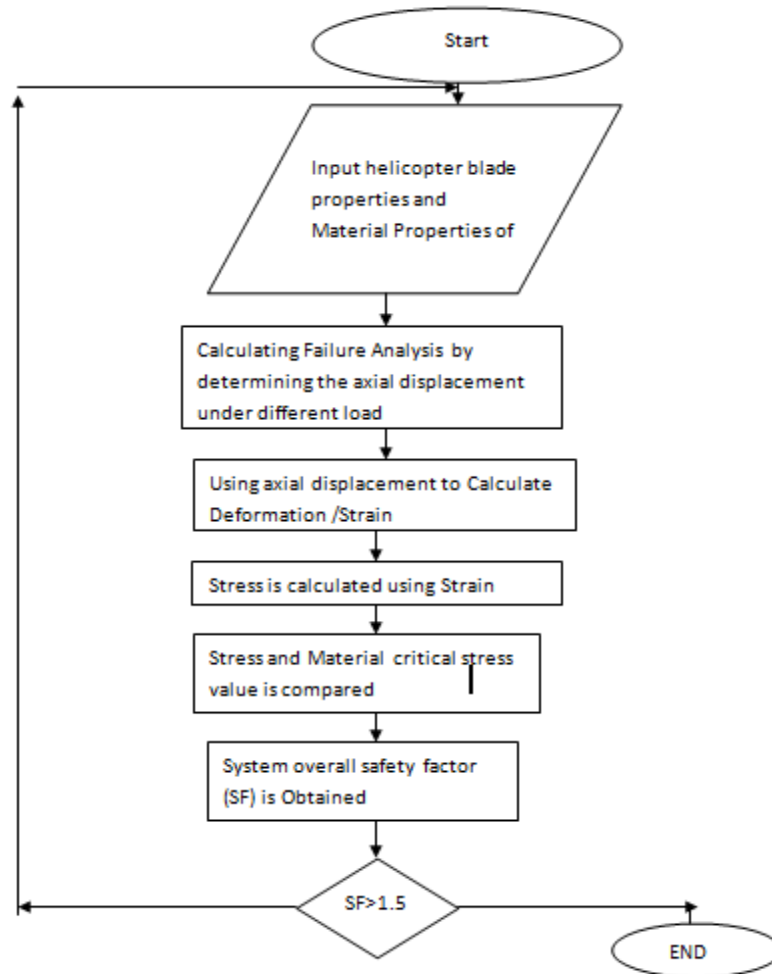 Start
Input helicopter blade
properties and
Material Properties of
Calculating Failure Analysis by
determining the axial displacement
under different load
Using axial displacement to Calculate
Deformation /Strain
Stress is calculated using Strain
Stress and Material critical stress
value is compared
System overall safety factor
(SF) is Obtained
SF>1.5
END